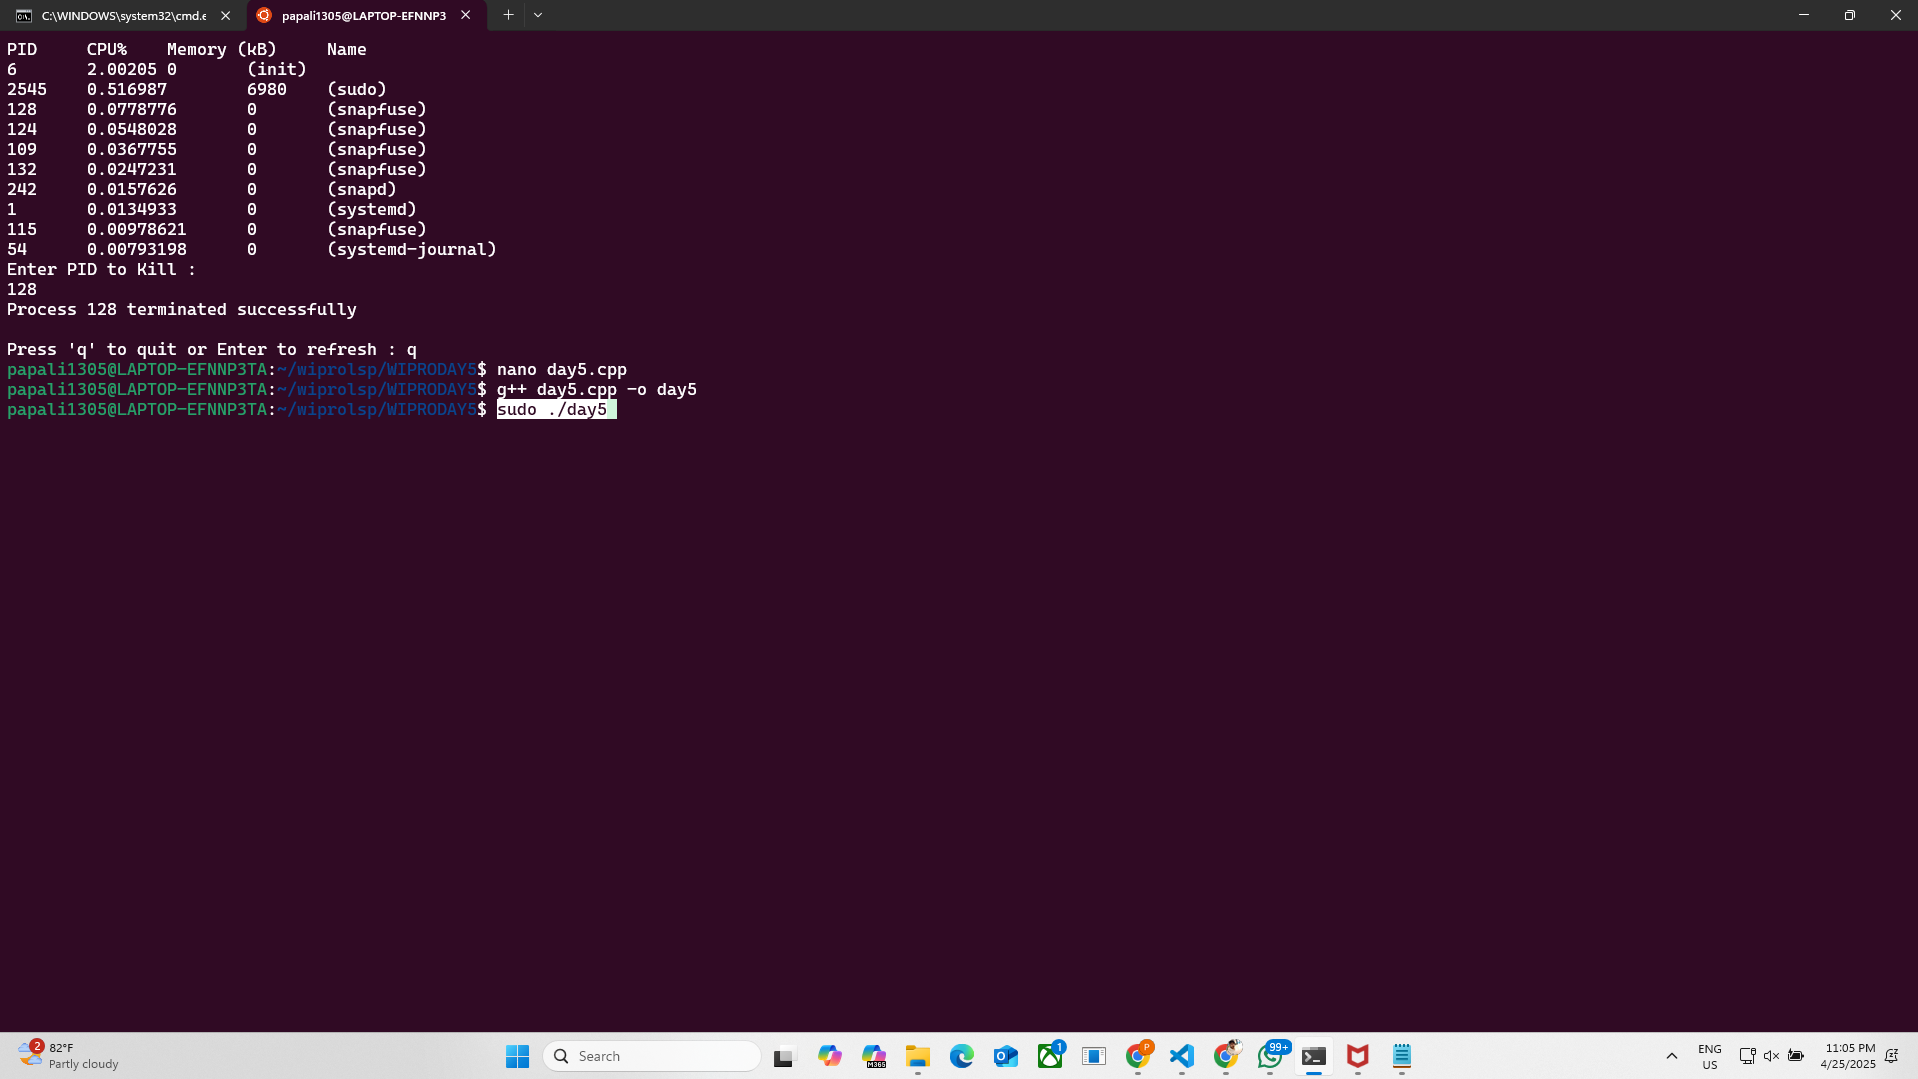 C:\WINDOWS\system32\cmd.e
papali1305@LAPTOP-EFNNP3
PID CPU% Memory (kB) Name
6 2.00205 0 (init)
2545 0.516987 6980 (sudo)
128 0.0778776 0 (snapfuse)
124 0.0548028 0 (snapfuse)
109 0.0367755 0 (snapfuse)
132 0.0247231 0 (snapfuse)
242 0.0157626 0 (snapd)
1 0.0134933 0 (systemd)
115 0.00978621 0 (snapfuse)
54 0.00793198 0 (systemd-journal)
Enter PID to Kill :
128
Process 128 terminated successfully
Press 'q' to quit or Enter to refresh : q
papali1305@LAPTOP-EFNNP3TA:~/wiprolsp/WIPRODAY5$ nano day5.cpp
papali1305@LAPTOP-EFNNP3TA:~/wiprolsp/WIPRODAY5$ g++ day5.cpp -o day5
papali1305@LAPTOP-EFNNP3TA:~/wiprolsp/WIPRODAY5$ sudo ./day5
2
82°F
Partly cloudy
Search
M365
1
P
99+
ENG
US
11:05 PM
4/25/2025